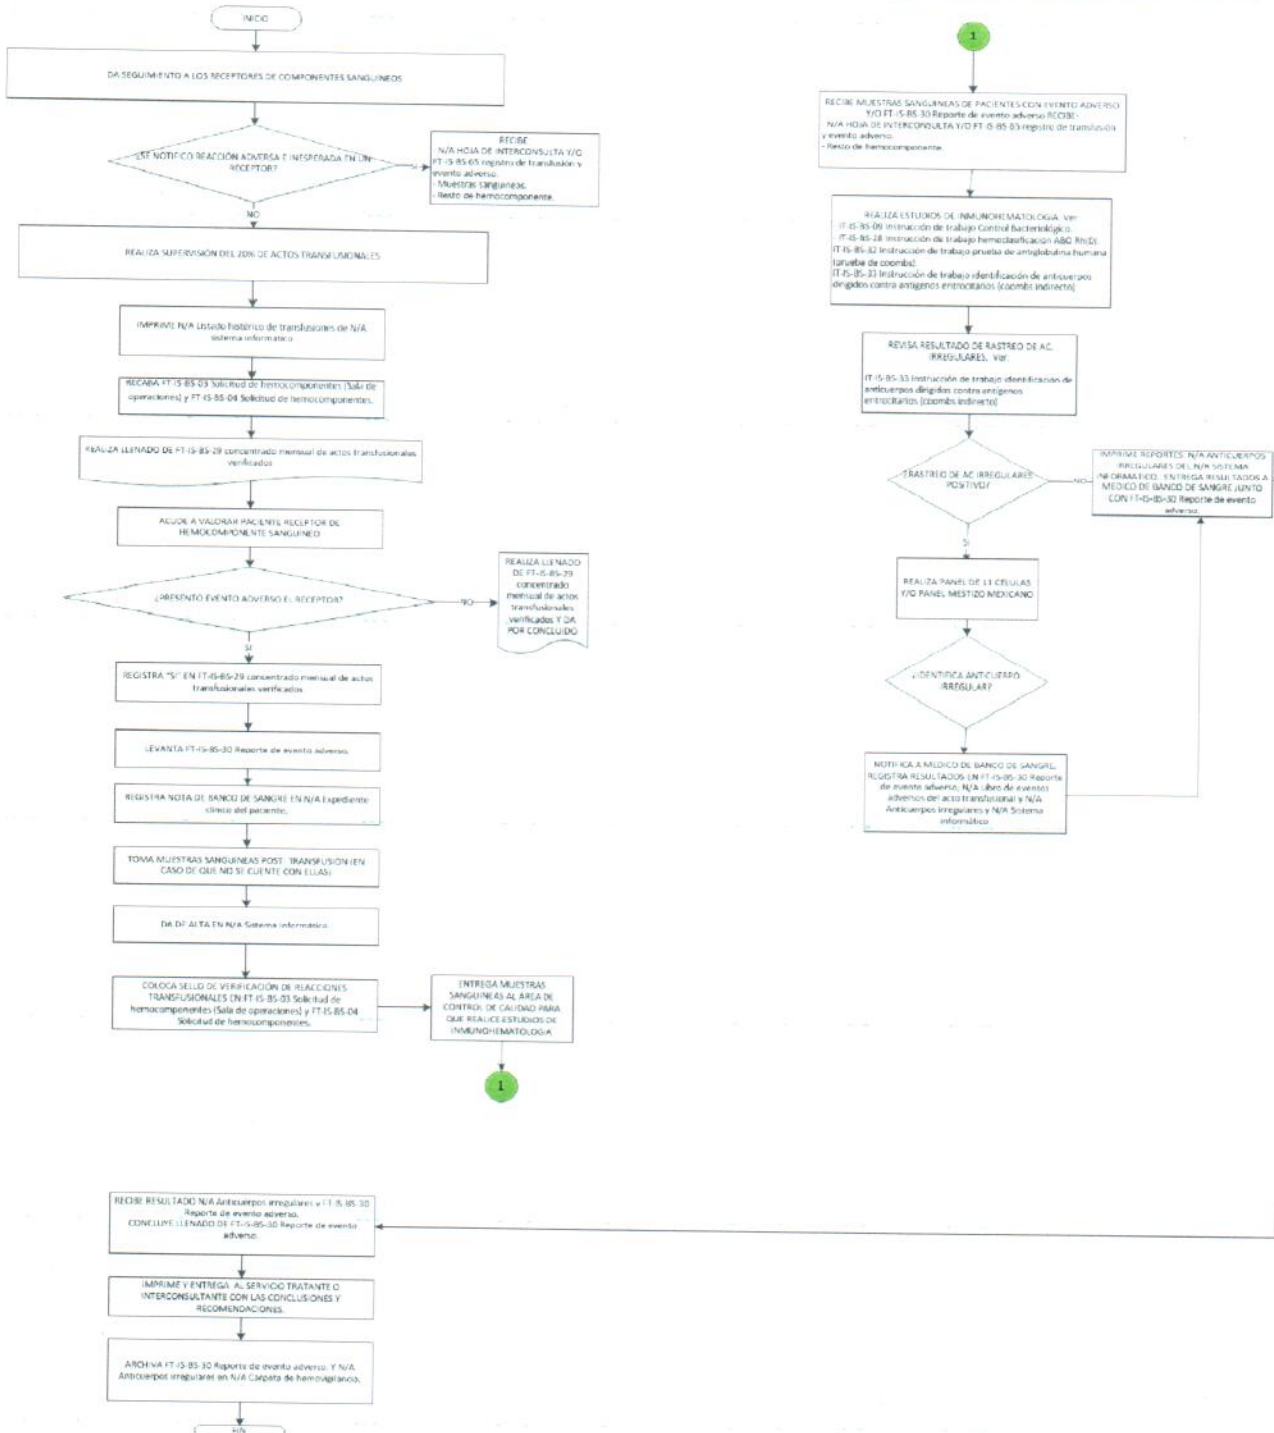 INICIO
DA SEGUIMIENTO A LOS RECEPTORES DE COMPONENTES SANGUINEOS
¿SE NOTIFICO REACCIÓN ADVERSA E INESPERADA EN UN
RECEPTOR?
SI
RECIBE
- N/A HOJA DE INTERCONSULTA Y/O
FT-IS-BS-65 registro de transfusión y
evento adverso.
- Muestras sanguineas.
- Resto de hemocomponente.
NO
REALIZA SUPERVISIÓN DEL 20% DE ACTOS TRANSFUSIONALES
IMPRIME N/A Listado histórico de transfusiones de N/A
sistema informático
RECABA FT-IS-BS-03 Solicitud de hemocomponentes (Sala de
operaciones) y FT-IS-BS-04 Solicitud de hemocomponentes.
REALIZA LLENADO DE FT-IS-BS-29 concentrado mensual de actos transfusionales
verificados
ACUDE A VALORAR PACIENTE RECEPTOR DE
HEMOCOMPONENTE SANGUINEO
¿PRESENTO EVENTO ADVERSO EL RECEPTOR?
NO
REALIZA LLENADO
DE FT-IS-BS-29
concentrado
mensual de actos
transfusionales
verificados Y DA
POR CONCLUIDO
SI
REGISTRA "SI" EN FT-IS-BS-29 concentrado mensual de actos
transfusionales verificados
LEVANTA FT-IS-BS-30 Reporte de evento adverso.
REGISTRA NOTA DE BANCO DE SANGRE EN N/A Expediente
clínico del paciente.
TOMA MUESTRAS SANGUINEAS POST- TRANSFUSION (EN
CASO DE QUE NO SE CUENTE CON ELLAS)
DA DE ALTA EN N/A Sistema Informático
COLOCA SELLO DE VERIFICACIÓN DE REACCIONES
TRANSFUSIONALES EN FT-IS-BS-03 Solicitud de
hemocomponentes (Sala de operaciones) y FT-IS-BS-04
Solicitud de hemocomponentes.
ENTREGA MUESTRAS
SANGUINEAS AL ÁREA DE
CONTROL DE CALIDAD PARA
QUE REALICE ESTUDIOS DE
INMUNOHEMATOLOGIA
1
1
RECIBE MUESTRAS SANGUINEAS DE PACIENTES CON EVENTO ADVERSO
Y/O FT-IS-BS-30 Reporte de evento adverso RECIBE-
- N/A HOJA DE INTERCONSULTA Y/O FT-IS-BS-65 registro de transfusión
y evento adverso.
- Resto de hemocomponente.
REALIZA ESTUDIOS DE INMUNOHEMATOLOGIA. Ver
IT-IS-BS-09 Instrucción de trabajo Control Bacteriológico.
- IT-IS-BS-28 Instrucción de trabajo hemoclasificación ABO Rh(D).
IT-IS-BS-32 Instrucción de trabajo prueba de antiglobulina humana
(prueba de coombs).
IT-IS-BS-33 Instrucción de trabajo identificación de anticuerpos
dirigidos contra antígenos entrocitarios (coombs indirecto)
REVISA RESULTADO DE RASTREO DE AC.
IRREGULARES. Ver.
IT-IS-BS-33 Instrucción de trabajo identificación de
anticuerpos dirigidos contra antígenos
entrocitarios (coombs indirecto)
¿RASTREO DE AC IRREGULARES
POSITIVO?
NO
IMPRIME REPORTES: N/A ANTICUERPOS
IRREGULARES DEL N/A SISTEMA
INFORMÁTICO. ENTREGA RESULTADOS A
MEDICO DE BANCO DE SANGRE JUNTO
CON FT-IS-BS-30 Reporte de evento
adverso.
SI
REALIZA PANEL DE 11 CELULAS
Y/O PANEL MESTIZO MEXICANO
¿IDENTIFICA ANTICUERPO
IRREGULAR?
NOTIFICA A MEDICO DE BANCO DE SANGRE.
REGISTRA RESULTADOS EN FT-IS-BS-30 Reporte
de evento adverso, N/A Libro de eventos
adversos del acto transfusional y N/A
Anticuerpos irregulares y N/A Sistema
informático
RECIBE RESULTADO N/A Anticuerpos irregulares y FT-IS-BS-30
Reporte de evento adverso.
CONCLUYE LLENADO DE FT-IS-BS-30 Reporte de evento
adverso.
IMPRIME Y ENTREGA AL SERVICIO TRATANTE O
INTERCONSULTANTE CON LAS CONCLUSIONES Y
RECOMENDACIONES.
ARCHIVA FT-IS-BS-30 Reporte de evento adverso. Y N/A
Anticuerpos irregulares en N/A Carpeta de hemovigilancia.
FIN